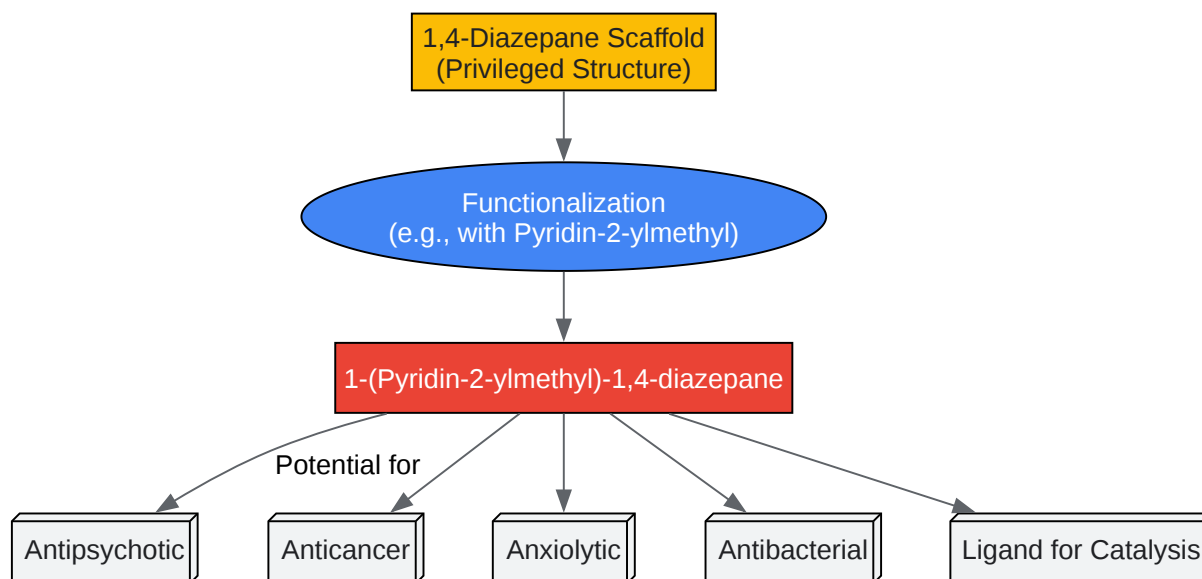 1,4-Diazepane Scaffold
(Privileged Structure)
Functionalization
(e.g., with Pyridin-2-ylmethyl)
1-(Pyridin-2-ylmethyl)-1,4-diazepane
Potential for
Antipsychotic
Anticancer
Anxiolytic
Antibacterial
Ligand for Catalysis